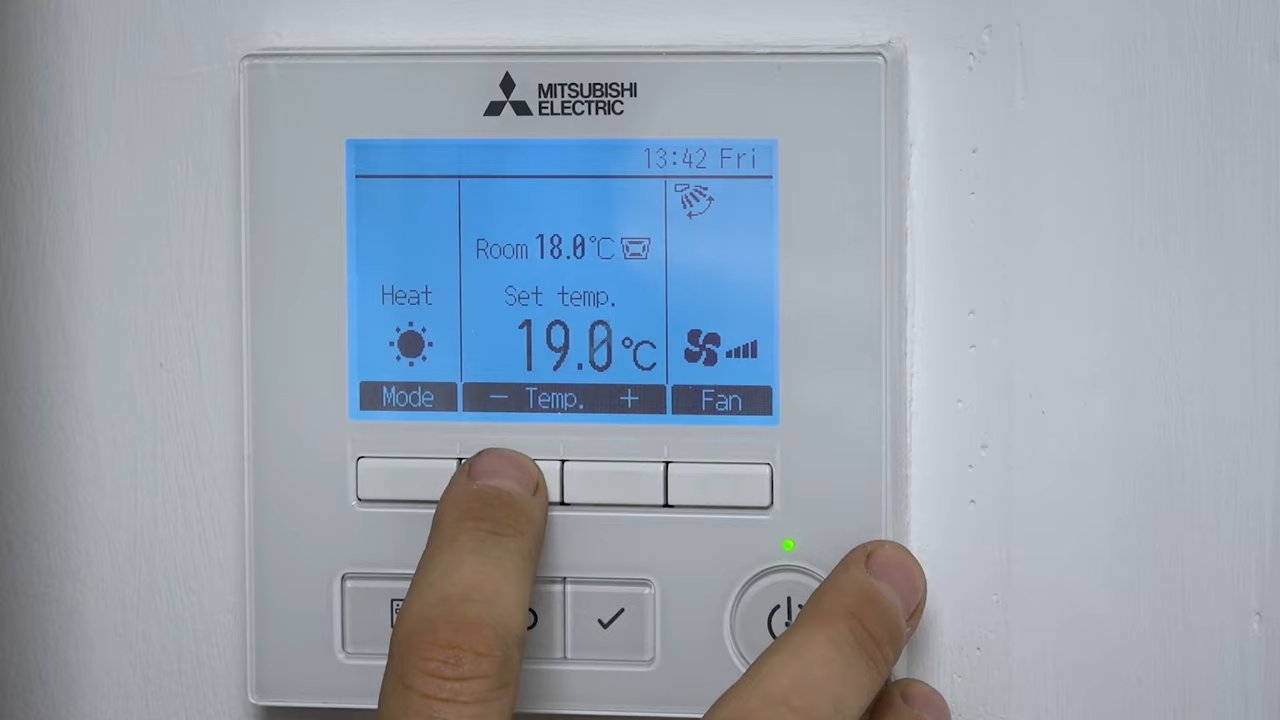 MITSUBISHI
ELECTRIC
13:42 Fri
Room 18.0°C
Heat
Set temp.
19.0°C
Mode
− Temp. +
Fan